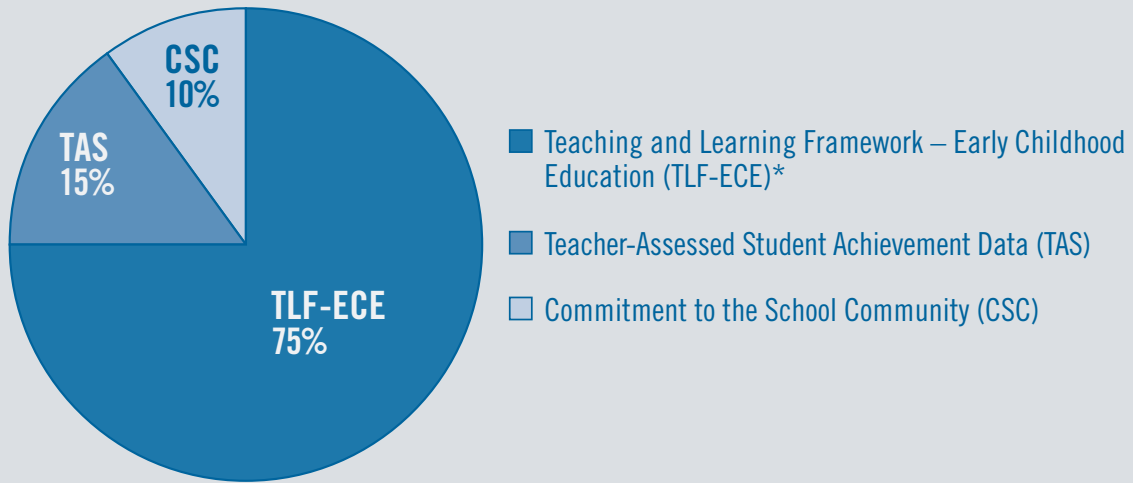 CSC
10%
TAS
15%
TLF-ECE
75%
Teaching and Learning Framework – Early Childhood
Education (TLF-ECE)*
Teacher-Assessed Student Achievement Data (TAS)
Commitment to the School Community (CSC)